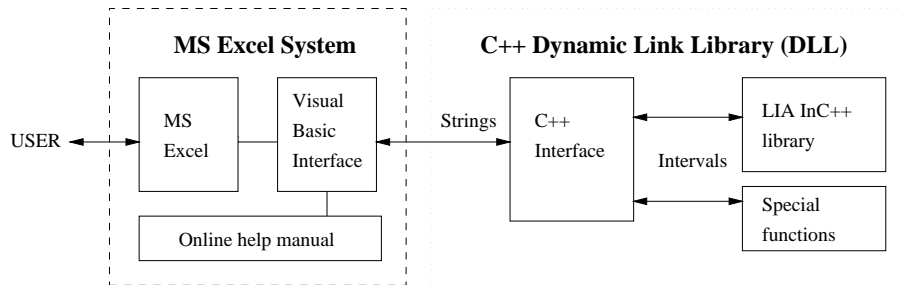 MS Excel System
C++ Dynamic Link Library (DLL)
USER
MS
Excel
Visual
Basic
Interface
Online help manual
Strings
C++
Interface
Intervals
LIA InC++
library
Special
functions